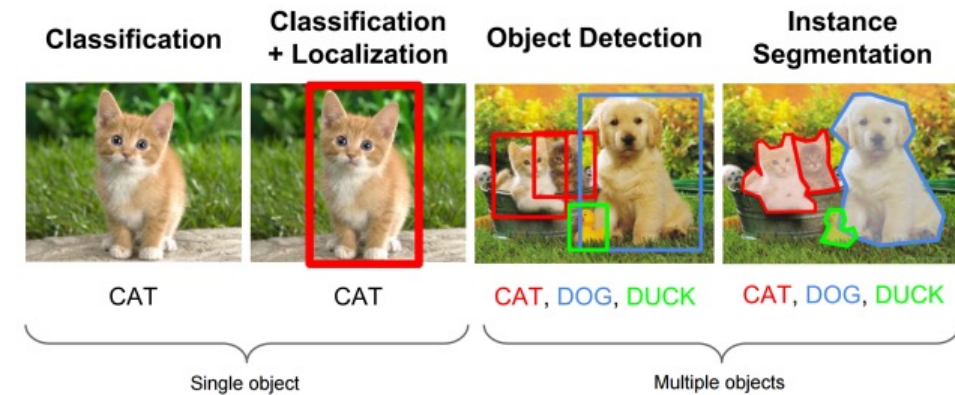 Classification
Classification
+ Localization
Object Detection
Instance
Segmentation
CAT
CAT
CAT, DOG, DUCK
CAT, DOG, DUCK
Single object
Multiple objects